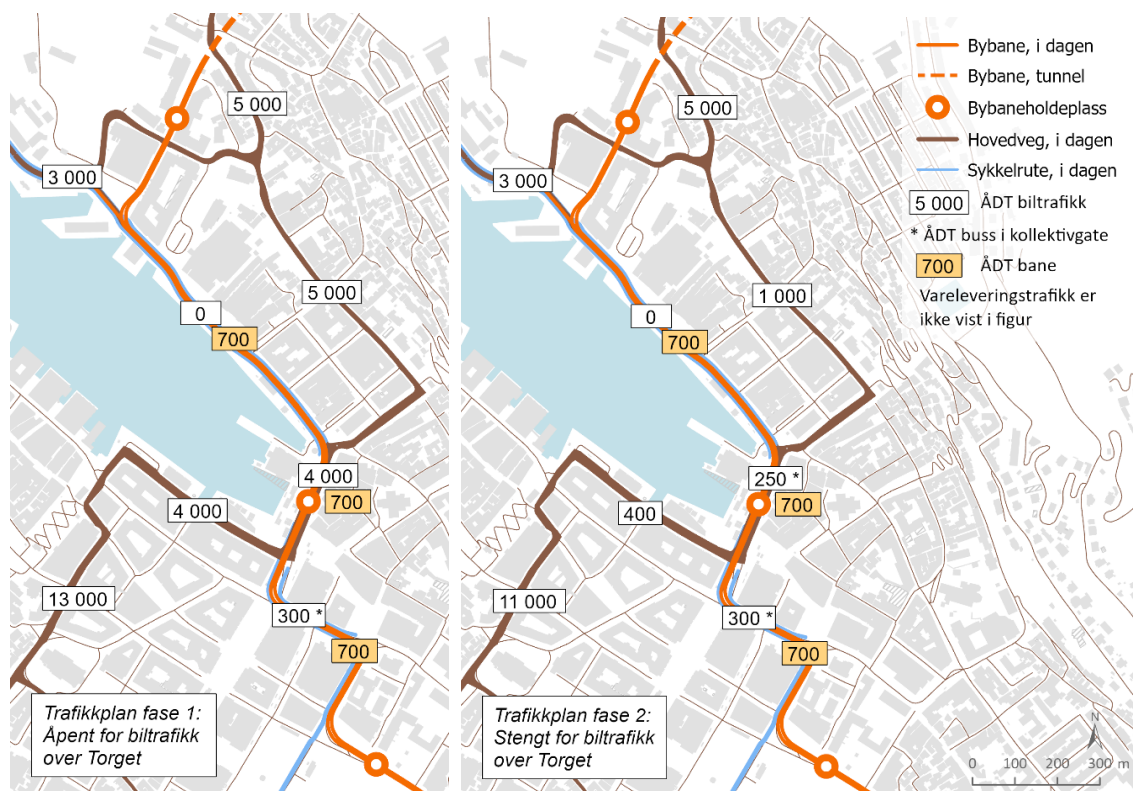 5 000
3 000
5 000
0
700
4 000
700
4 000
13 000
300 *
700
Trafikkplan fase 1:
Åpent for biltrafikk
over Torget
5 000
3 000
1 000
0
700
250 *
700
400
11 000
300 *
700
Trafikkplan fase 2:
Stengt for biltrafikk
over Torget
Bybane, i dagen
Bybane, tunnel
Bybaneholdeplass
Hovedveg, i dagen
Sykkelrute, i dagen
5 000 ÅDT biltrafikk
* ÅDT buss i kollektivgate
700 ÅDT bane
Vareleveringstrafikk er
ikke vist i figur
N
0 100 200 300 m